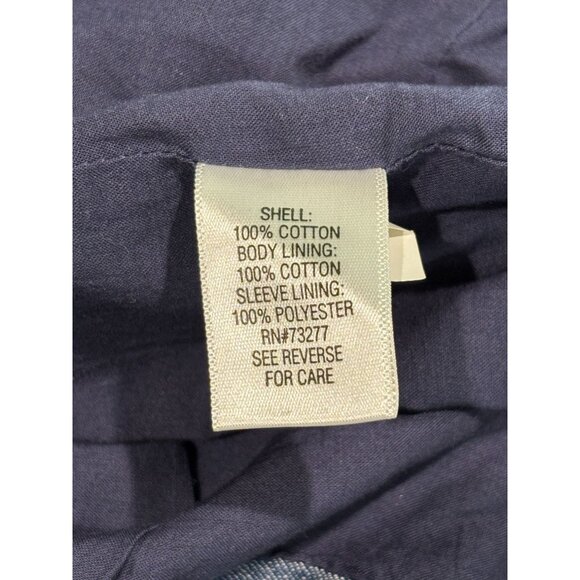 SHELL:
100% COTTON
BODY LINING:
100% COTTON
SLEEVE LINING:
100% POLYESTER
RN#73277
SEE REVERSE
FOR CARE